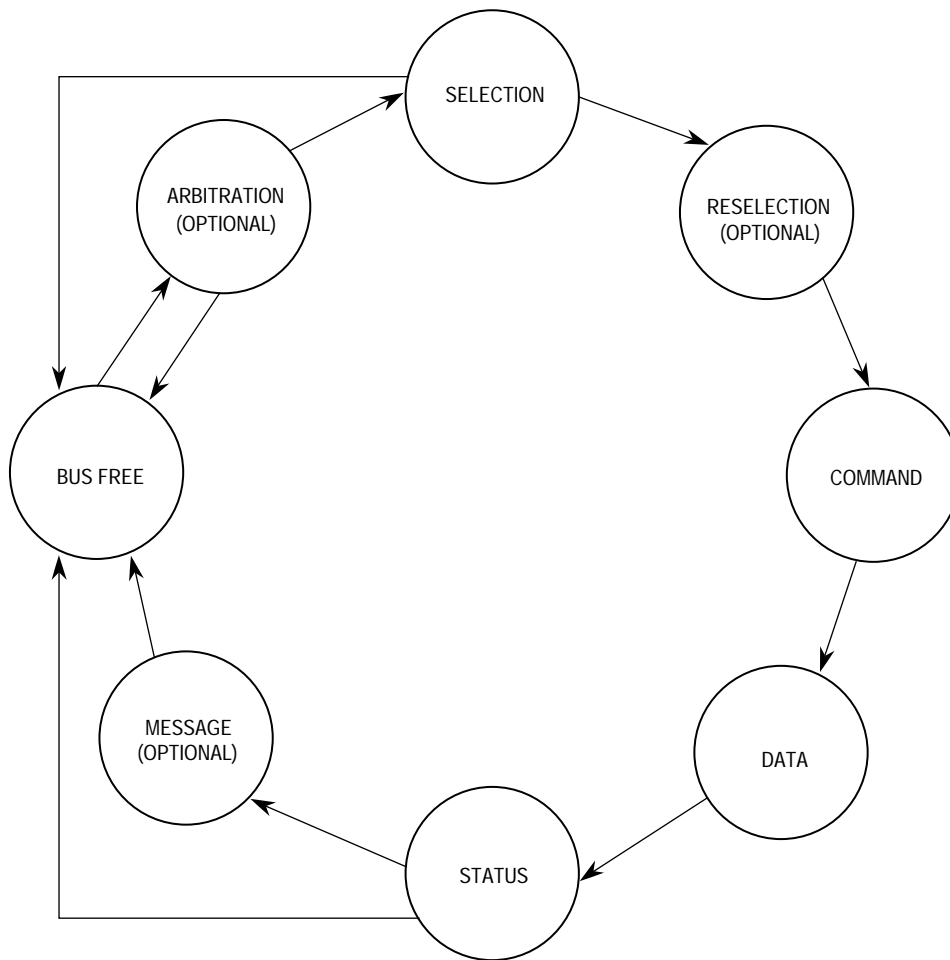 SELECTION
ARBITRATION
(OPTIONAL)
RESELECTION
(OPTIONAL)
BUS FREE
COMMAND
MESSAGE
(OPTIONAL)
DATA
STATUS